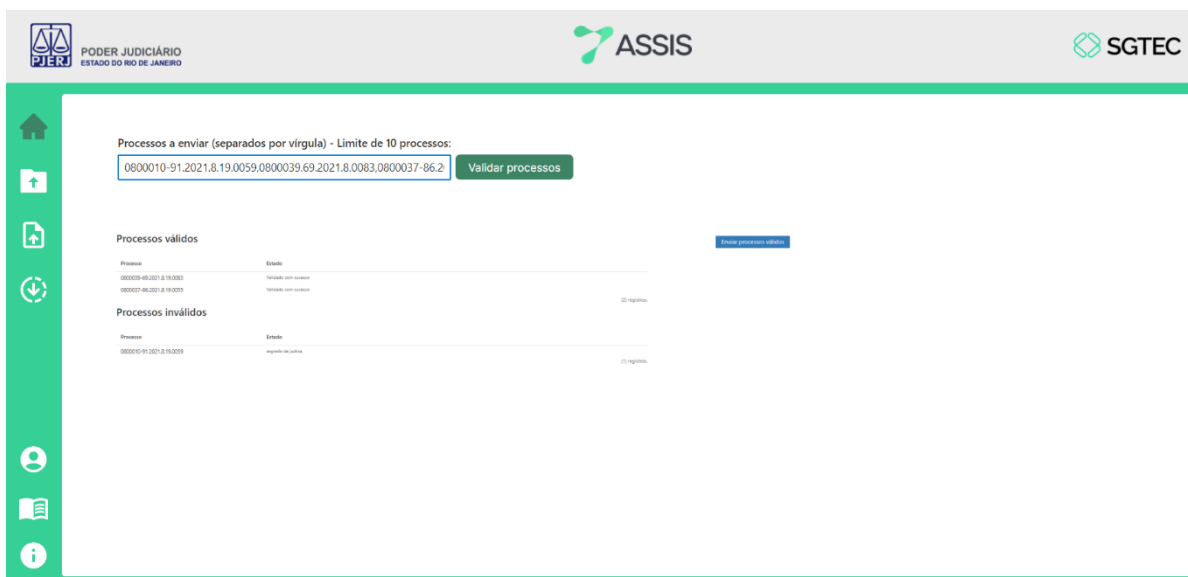 PJERJ
PODER JUDICIÁRIO
ESTADO DO RIO DE JANEIRO
ASSIS
SGTEC
Processos a enviar (separados por vírgula) - Limite de 10 processos:
0800010-91.2021,8.19.0059,0800039.69.2021.8.0083,0800037-86.2
Validar processos
Processos válidos
Enviar processos válidos
Processo Estado
0800039-69.2021.8.19.0083 Validado com sucesso
0800037-86.2021.8.19.0055 Validado com sucesso
(2) registros.
Processos inválidos
Processo Estado
0800010-91.2021.8.19.0059 segredo de justiça
(1) registros.